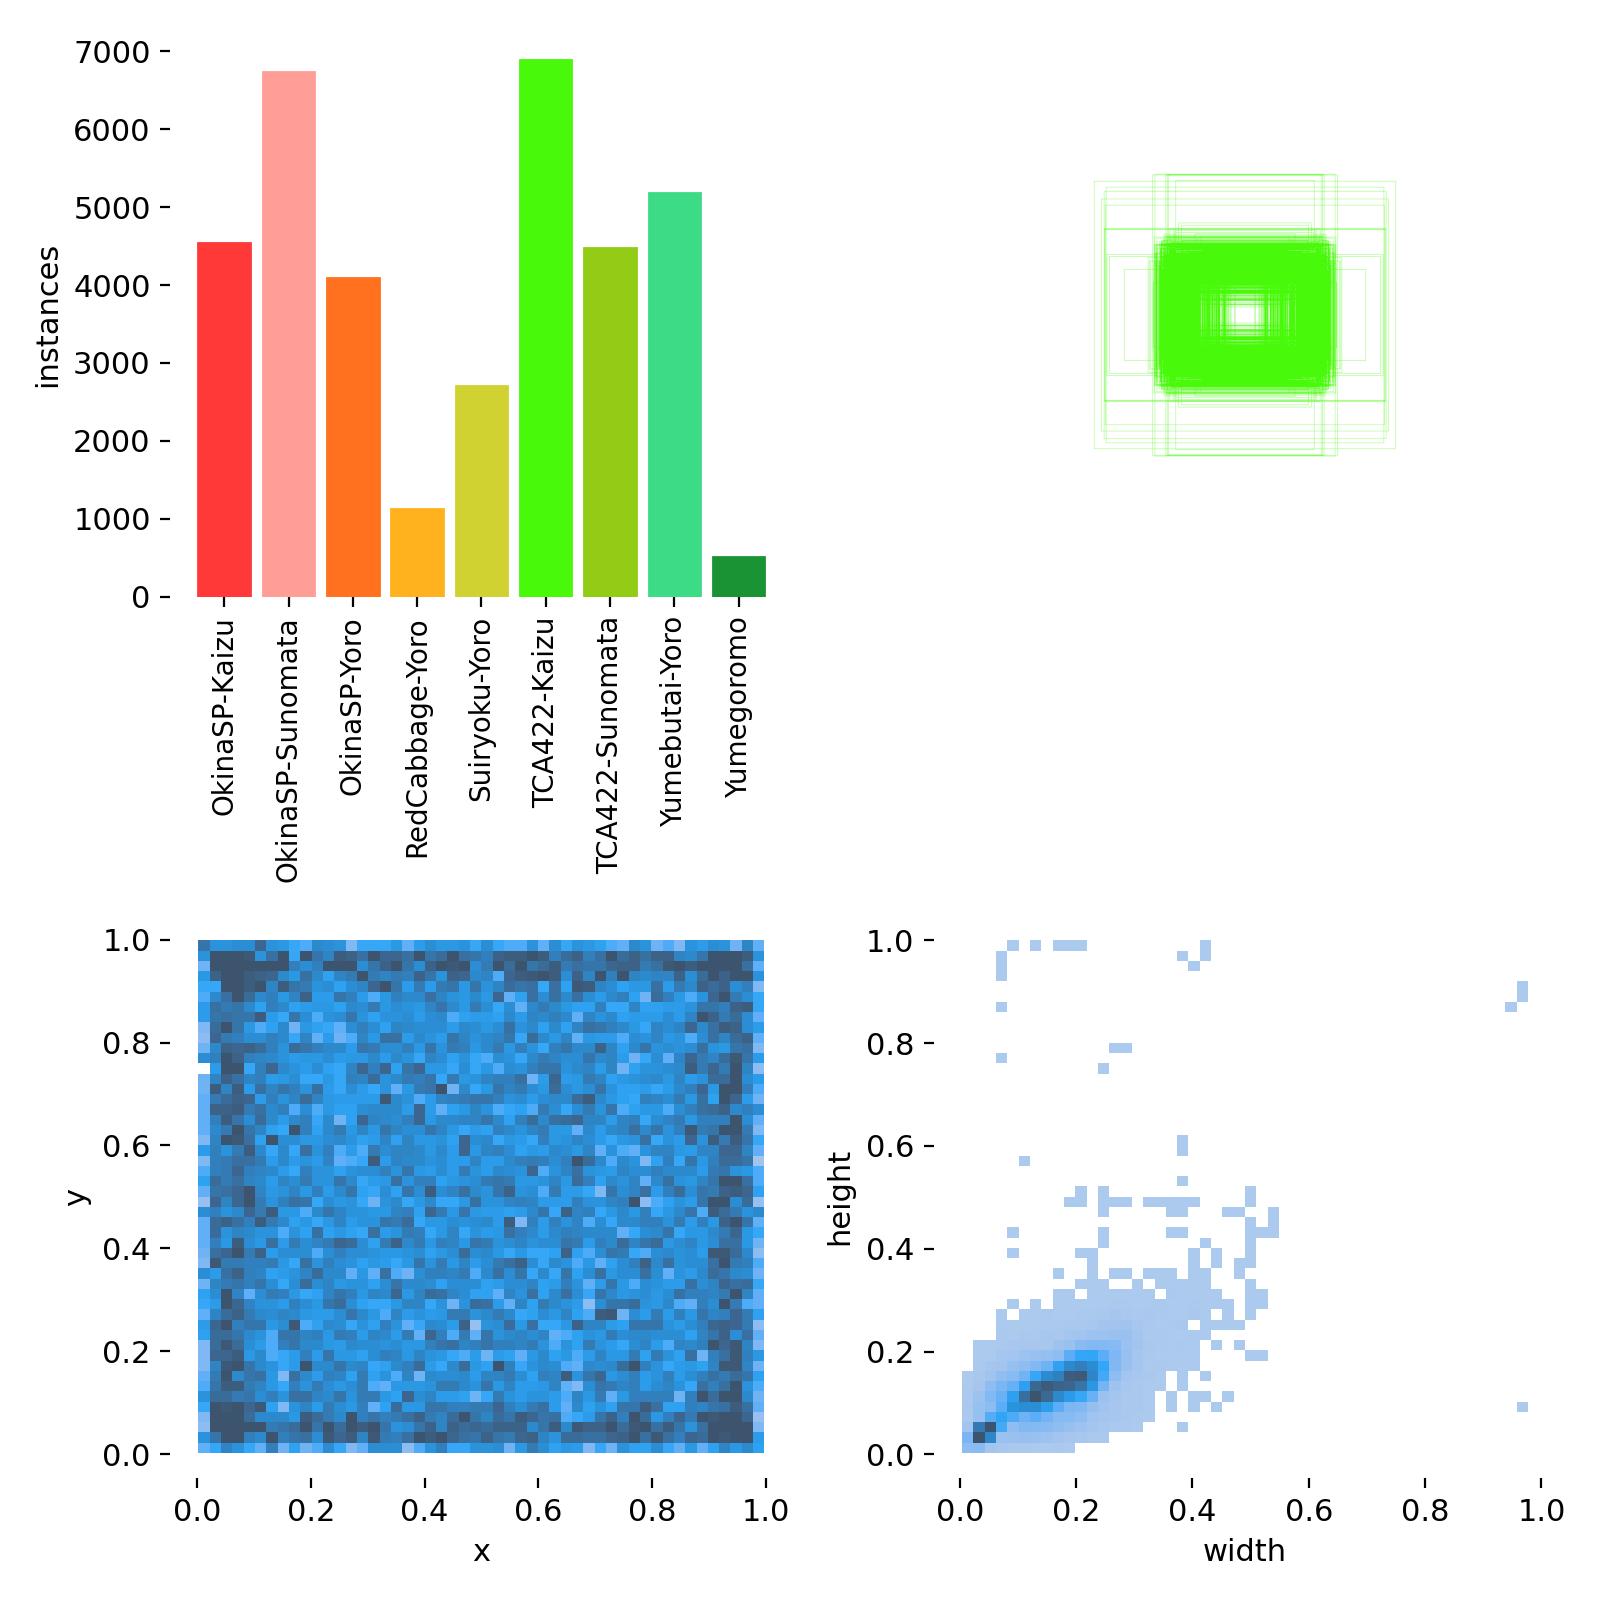 7000
6000
5000
4000
3000
2000
1000
0
instances
OkinaSP-Kaizu
OkinaSP-Sunomata
OkinaSP-Yoro
RedCabbage-Yoro
Suiryoku-Yoro
TCA422-Kaizu
TCA422-Sunomata
Yumebutai-Yoro
Yumegoromo
1.0
0.8
0.6
0.4
0.2
0.0
y
0.0 0.2 0.4 0.6 0.8 1.0
x
1.0
0.8
0.6
0.4
0.2
0.0
height
0.0 0.2 0.4 0.6 0.8 1.0
width